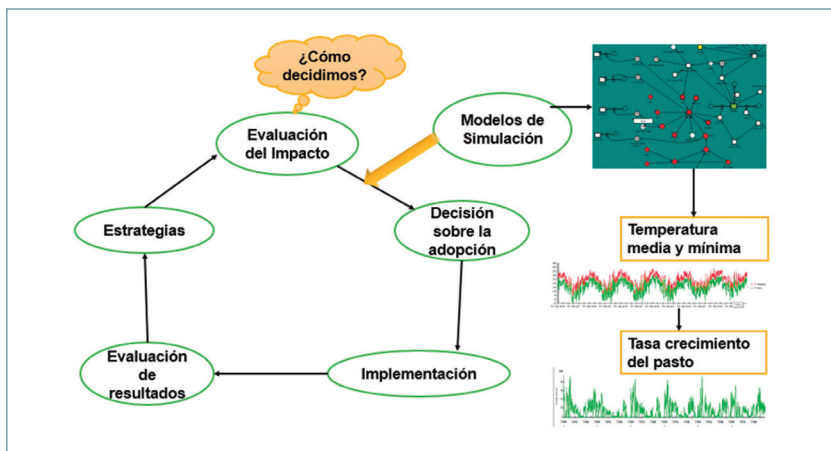 ¿Cómo
decidimos?
Evaluación
del Impacto
Modelos de
Simulación
Estrategias
Decisión
sobre la
adopción
Evaluación
de
resultados
Implementación
Temperatura
media y mínima
Tasa crecimiento
del pasto